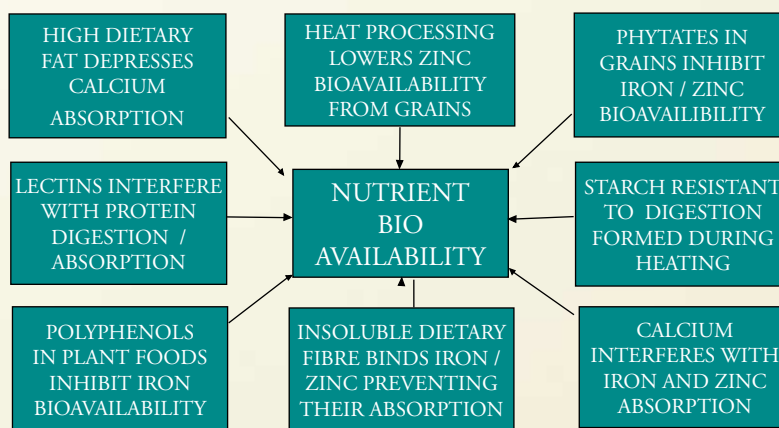 HIGH DIETARY
FAT DEPRESSES
CALCIUM
ABSORPTION
HEAT PROCESSING
LOWERS ZINC
BIOAVAILABILITY
FROM GRAINS
PHYTATES IN
GRAINS INHIBIT
IRON / ZINC
BIOAVAILIBILITY
LECTINS INTERFERE
WITH PROTEIN
DIGESTION /
ABSORPTION
NUTRIENT
BIO
AVAILABILITY
STARCH RESISTANT
TO DIGESTION
FORMED DURING
HEATING
POLYPHENOLS
IN PLANT FOODS
INHIBIT IRON
BIOAVAILABILITY
INSOLUBLE DIETARY
FIBRE BINDS IRON /
ZINC PREVENTING
THEIR ABSORPTION
CALCIUM
INTERFERES WITH
IRON AND ZINC
ABSORPTION